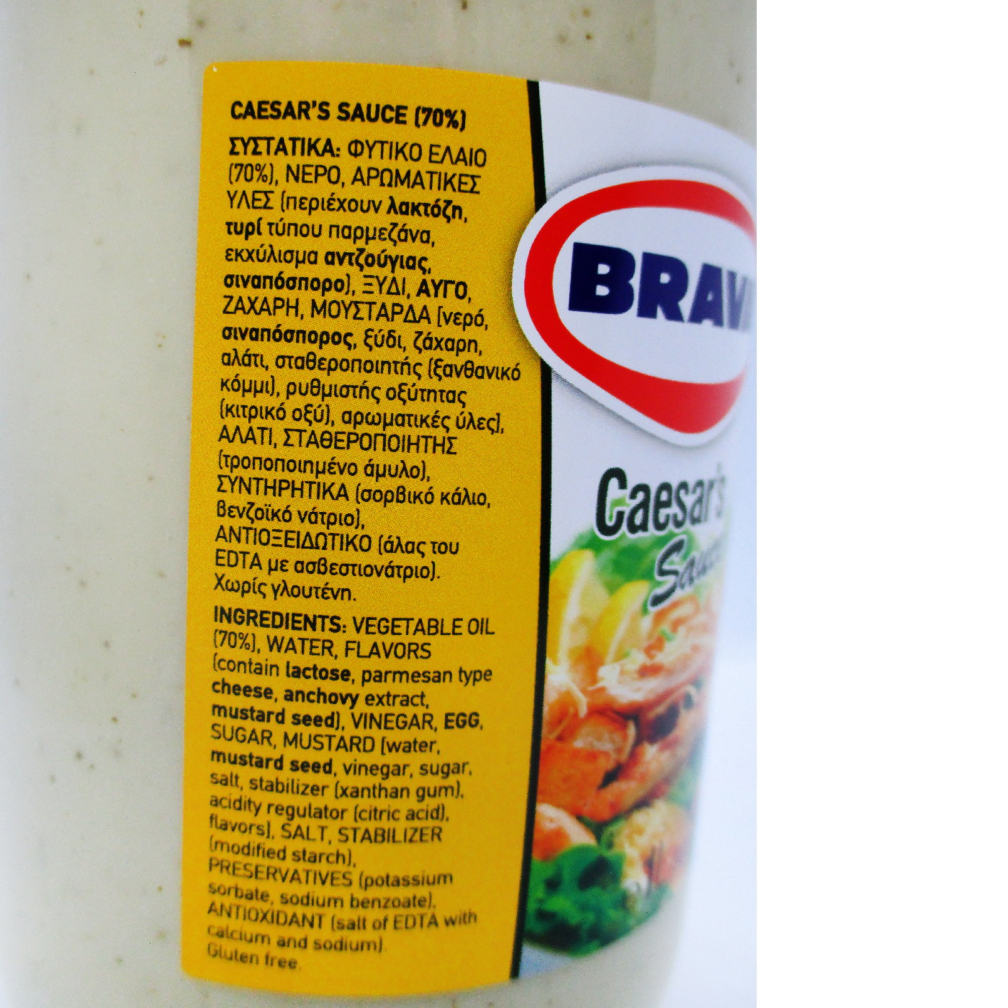 CAESAR'S SAUCE (70%)
ΣΥΣΤΑΤΙΚΑ: ΦΥΤΙΚΟ ΕΛΑΙΟ
(70%), ΝΕΡΟ, ΑΡΩΜΑΤΙΚΕΣ
ΥΛΕΣ (περιέχουν λακτόζη,
τυρί τύπου παρμεζάνα,
εκχύλισμα αντζούγιας,
σιναπόσπορο), ΞΥΔΙ, ΑΥΓΟ,
ΖΑΧΑΡΗ, ΜΟΥΣΤΑΡΔΑ (νερό,
σιναπόσπορος, ξύδι, ζάχαρη,
αλάτι, σταθεροποιητής (ξανθανικό
κόμμι), ρυθμιστής οξύτητας
(κιτρικό οξύ), αρωματικές ύλες),
ΑΛΑΤΙ, ΣΤΑΘΕΡΟΠΟΙΗΤΗΣ
(τροποποιημένο άμυλο),
ΣΥΝΤΗΡΗΤΙΚΑ (σορβικό κάλιο,
βενζοϊκό νάτριο),
ΑΝΤΙΟΞΕΙΔΩΤΙΚΟ (άλας του
EDTA με ασβεστιονάτριο).
Χωρίς γλουτένη.
INGREDIENTS: VEGETABLE OIL
(70%), WATER, FLAVORS
(contain lactose, parmesan type
cheese, anchovy extract,
mustard seed), VINEGAR, EGG,
SUGAR, MUSTARD (water,
mustard seed, vinegar, sugar,
salt, stabilizer (xanthan gum),
acidity regulator (citric acid),
flavors), SALT, STABILIZER
(modified starch),
PRESERVATIVES (potassium
sorbate, sodium benzoate),
ANTIOXIDANT (salt of EDTA with
calcium and sodium).
Gluten free.
BRAV
Caesar's
Sauc